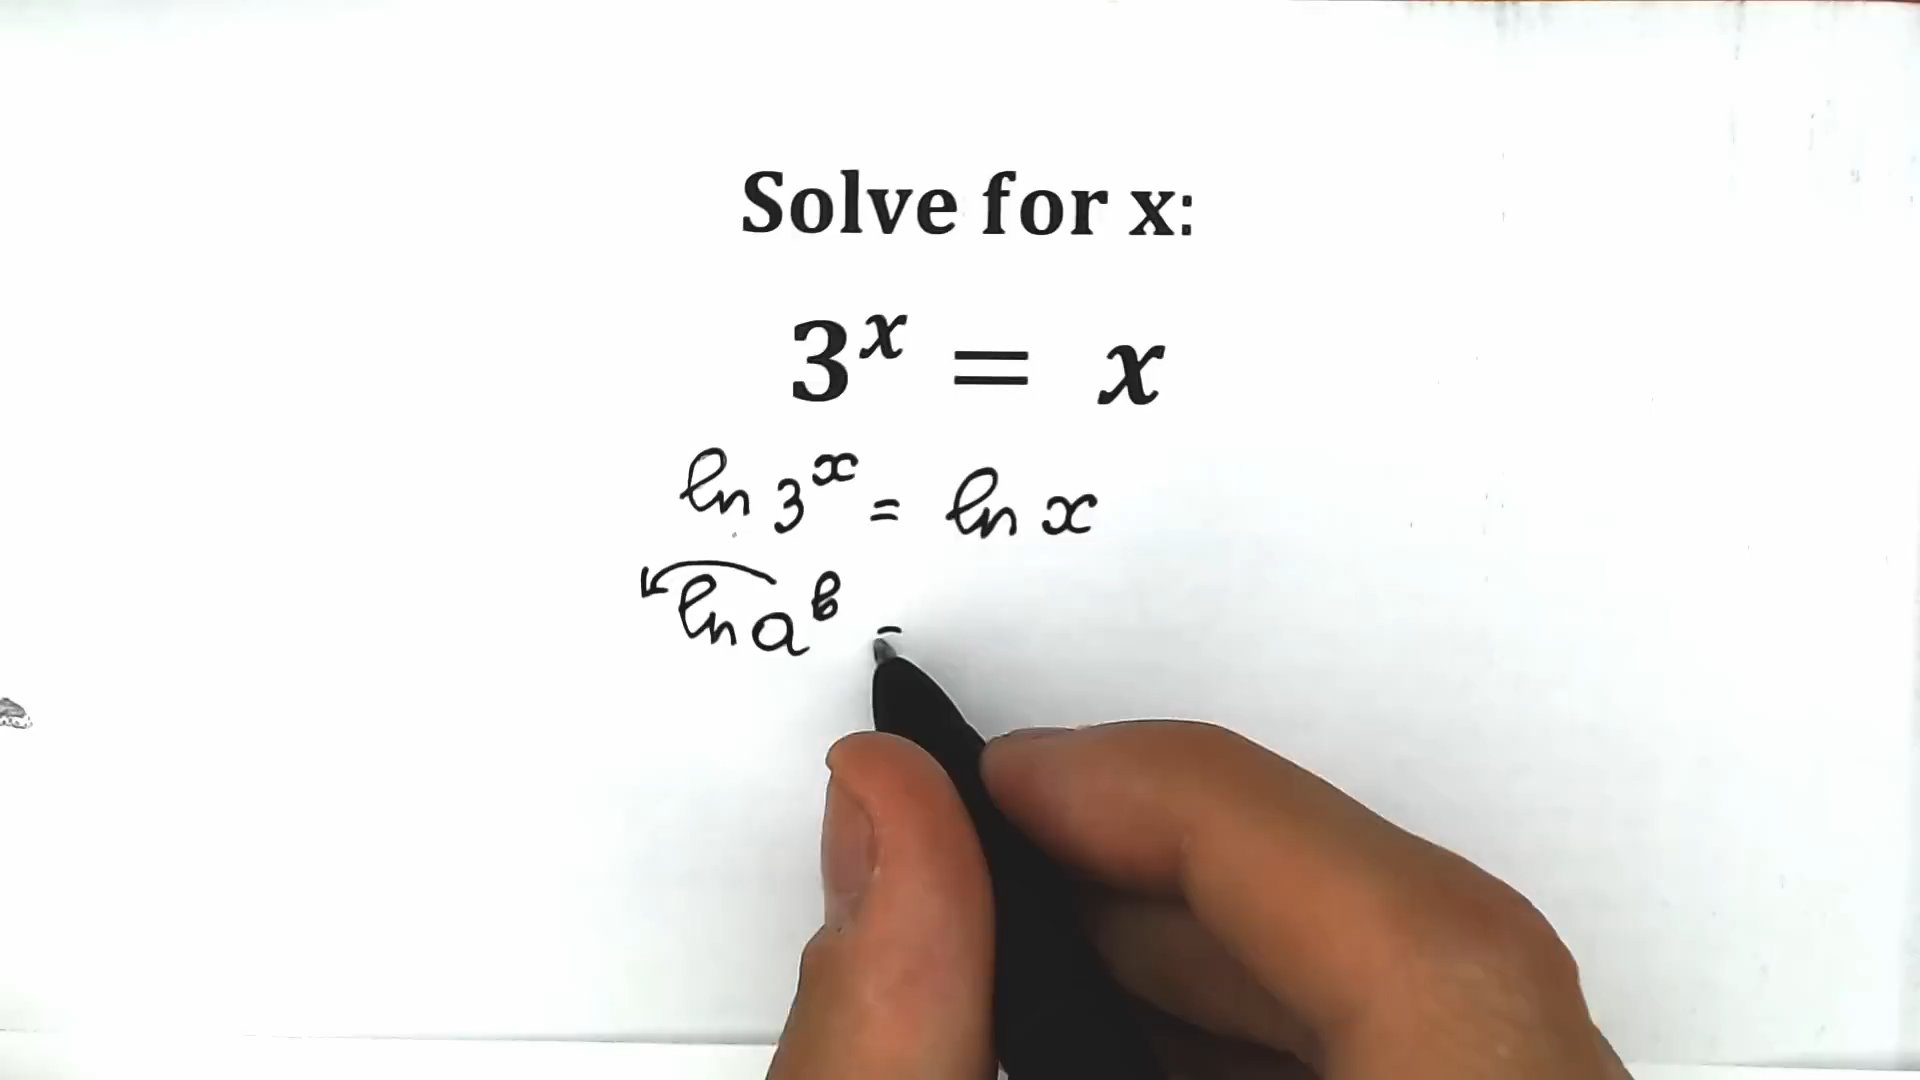 Solve for x:
3^x = x
ln 3^x = ln x
ln a^b =